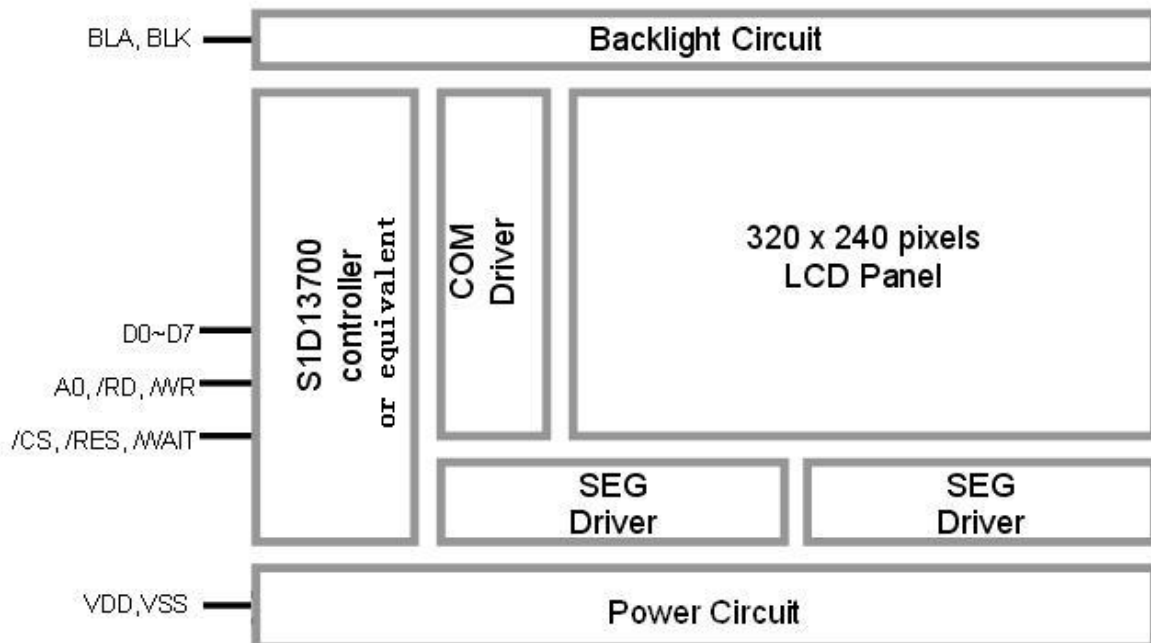 BLA, BLK
Backlight Circuit
S1D13700
controller
or equivalent
COM
Driver
320 x 240 pixels
LCD Panel
D0~D7
A0, /RD, /WR
/CS, /RES, /WAIT
SEG
Driver
SEG
Driver
VDD,VSS
Power Circuit